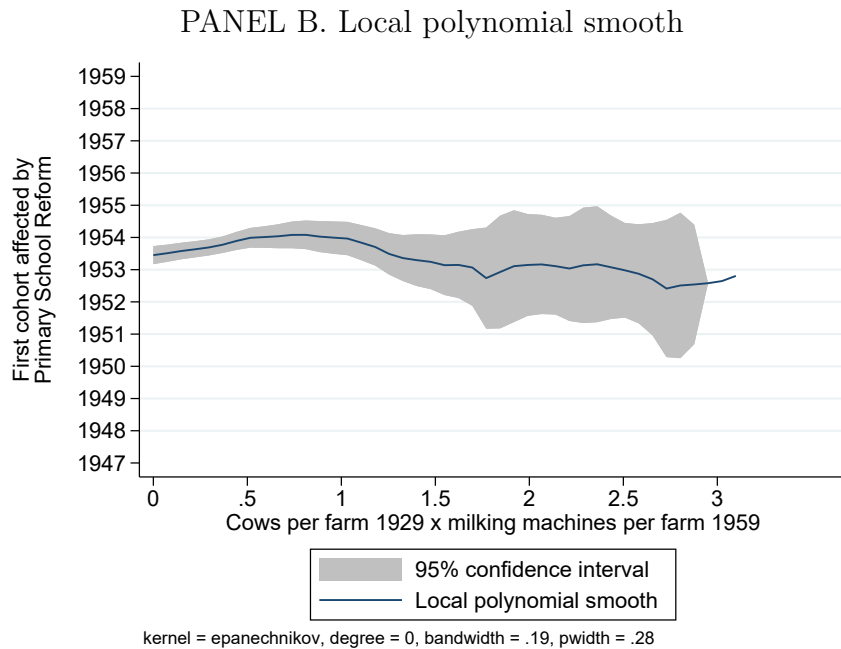 PANEL B. Local polynomial smooth
First cohort affected by
Primary School Reform
1959
1958
1957
1956
1955
1954
1953
1952
1951
1950
1949
1948
1947
0 .5 1 1.5 2 2.5 3
Cows per farm 1929 x milking machines per farm 1959
95% confidence interval
Local polynomial smooth
kernel = epanechnikov, degree = 0, bandwidth = .19, pwidth = .28